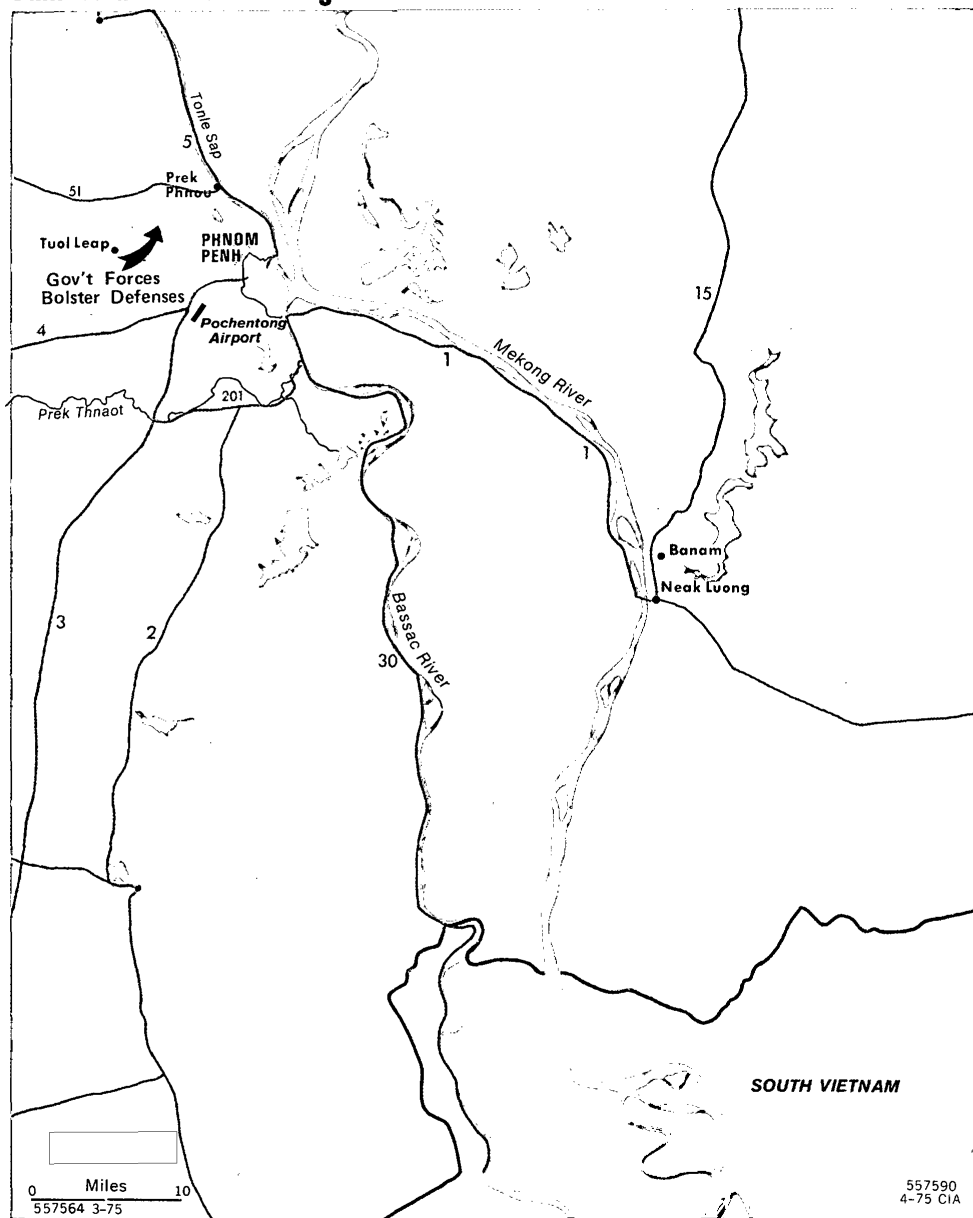 Tonle Sap
5
Prek
Phnou
51
Tuol Leap
PHNOM
PENH
Gov't Forces
Bolster Defenses
15
4
Pochentong
Airport
1
Mekong River
201
Prek Thnaot
1
Banam
Neak Luong
3
2
Bassac River
30
SOUTH VIETNAM
0 Miles 10
557564 3-75
557590
4-75 CIA